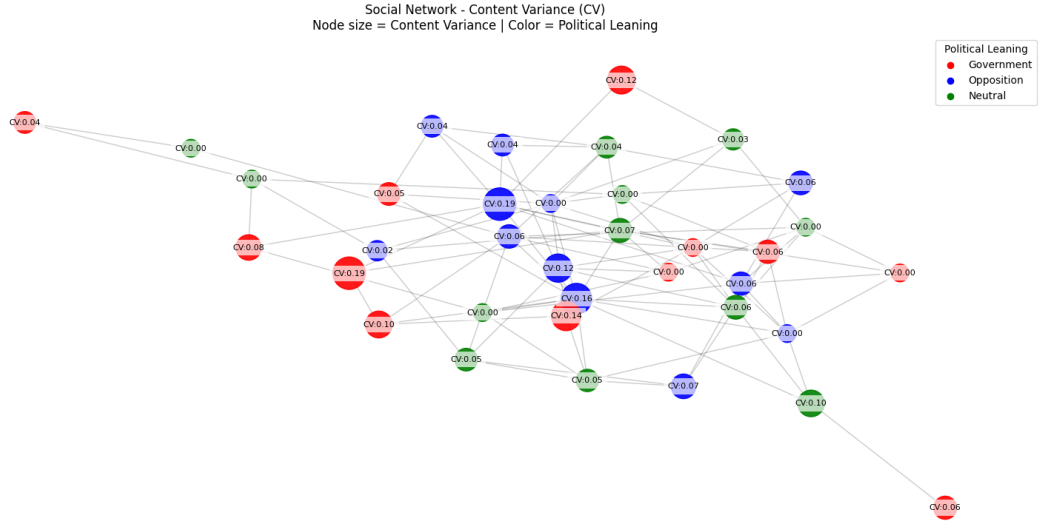 Social Network - Content Variance (CV)
Node size = Content Variance | Color = Political Leaning
Political Leaning
Government
Opposition
Neutral
CV:0.12
CV:0.04
CV:0.04
CV:0.03
CV:0.04
CV:0.04
CV:0.00
CV:0.00
CV:0.06
CV:0.05
CV:0.00
CV:0.19
CV:0.00
CV:0.00
CV:0.07
CV:0.06
CV:0.08
CV:0.00
CV:0.02
CV:0.06
CV:0.12
CV:0.00
CV:0.00
CV:0.19
CV:0.06
CV:0.16
CV:0.06
CV:0.00
CV:0.14
CV:0.10
CV:0.00
CV:0.05
CV:0.05
CV:0.07
CV:0.10
CV:0.06